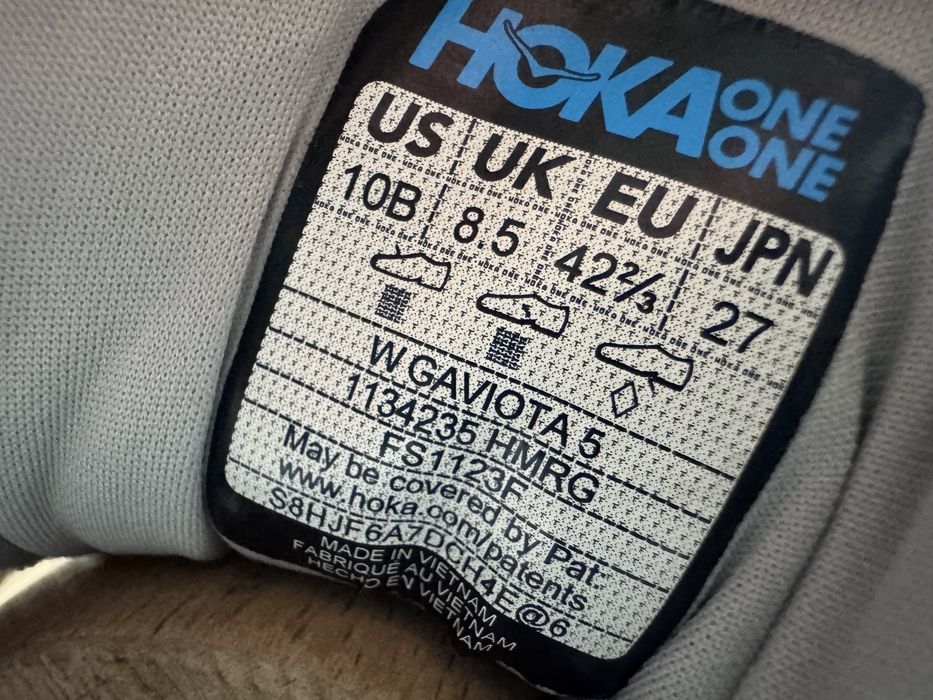 HOKA ONE ONE
US UK EU JPN
10B 8.5 42⅔ 27
W GAVIOTA 5
1134235 HMRG
FS1123F
May be covered by Pat.
www.hoka.com/patents
S8HJF6A7DCH4E@6
MADE IN VIETNAM
FABRIQUÉ AU VIETNAM
HECHO EN VIETNAM